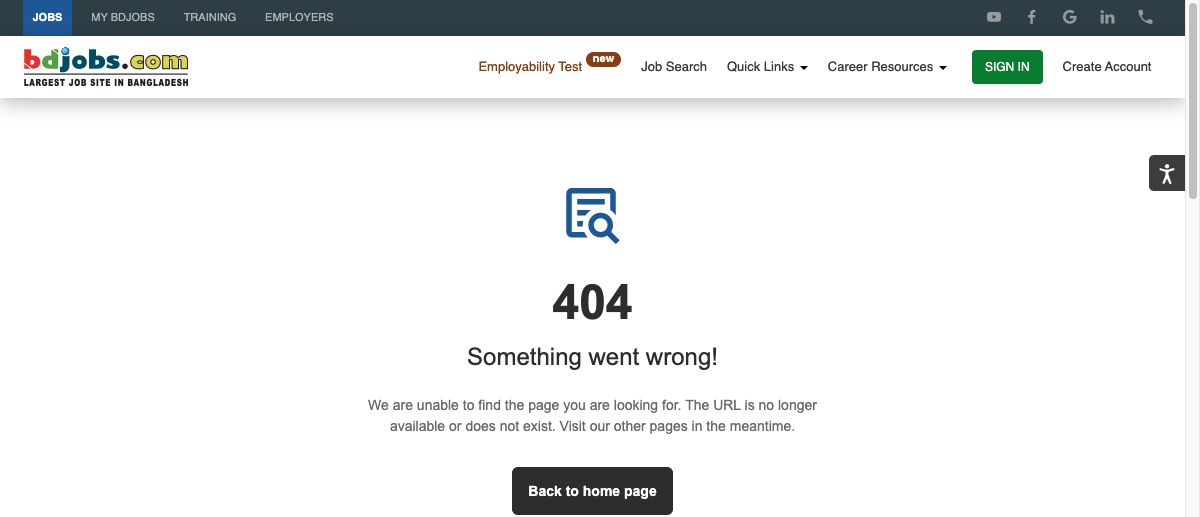 JOBS MY BDJOBS TRAINING EMPLOYERS
bdjobs.com
LARGEST JOB SITE IN BANGLADESH
Employability Test new Job Search Quick Links Career Resources SIGN IN Create Account
404
Something went wrong!
We are unable to find the page you are looking for. The URL is no longer
available or does not exist. Visit our other pages in the meantime.
Back to home page